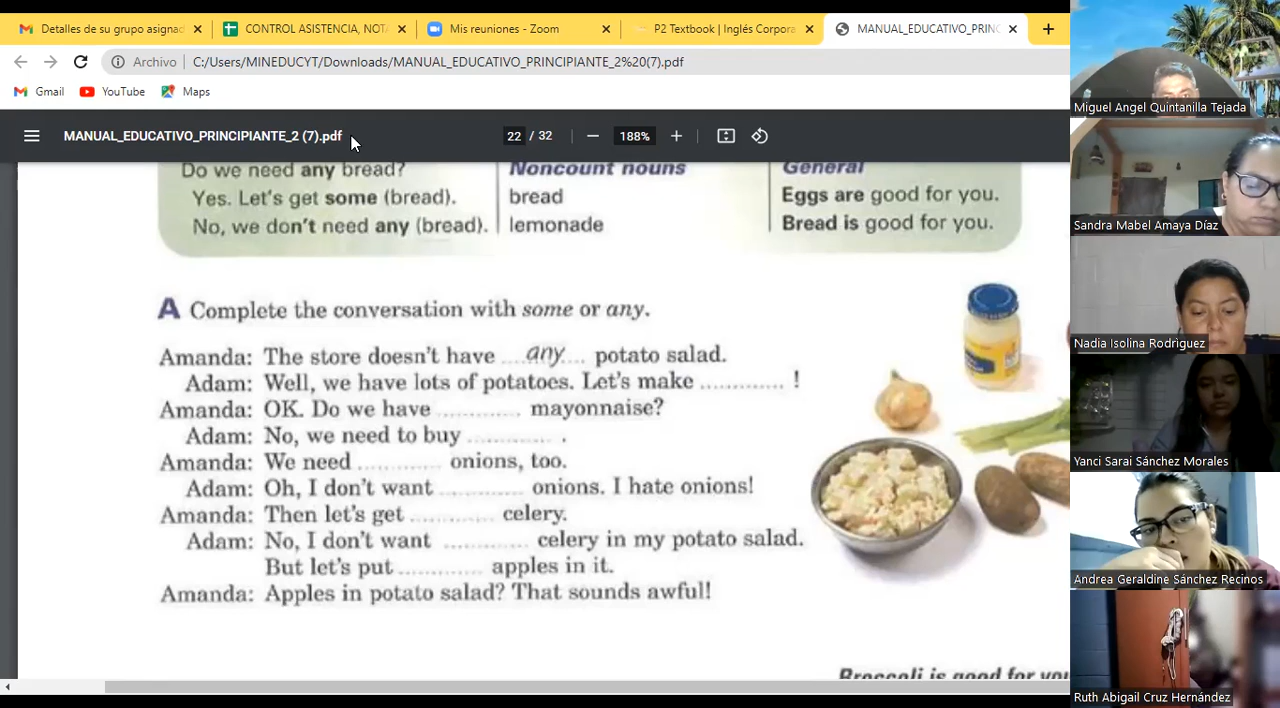 Detalles de su grupo asignad
CONTROL ASISTENCIA, NOT
Mis reuniones - Zoom
P2 Textbook | Inglés Corpora
MANUAL_EDUCATIVO_PRINC
Archivo | C:/Users/MINEDUCYT/Downloads/MANUAL_EDUCATIVO_PRINCIPIANTE_2%20(7).pdf
Gmail YouTube Maps
MANUAL_EDUCATIVO_PRINCIPIANTE_2 (7).pdf 22 / 32 188%
Do we need any bread?
Yes. Let's get some (bread).
No, we don't need any (bread).
Noncount nouns
bread
lemonade
General
Eggs are good for you.
Bread is good for you.
A Complete the conversation with some or any.
Amanda: The store doesn't have any potato salad.
Adam: Well, we have lots of potatoes. Let's make ............ !
Amanda: OK. Do we have ............ mayonnaise?
Adam: No, we need to buy ............ .
Amanda: We need ............ onions, too.
Adam: Oh, I don't want ............ onions. I hate onions!
Amanda: Then let's get ............ celery.
Adam: No, I don't want ............ celery in my potato salad.
But let's put ............ apples in it.
Amanda: Apples in potato salad? That sounds awful!
Broccoli is good for you
Miguel Angel Quintanilla Tejada
Sandra Mabel Amaya Díaz
Nadia Isolina Rodriguez
Yanci Sarai Sánchez Morales
Andrea Geraldine Sánchez Recinos
Ruth Abigail Cruz Hernández